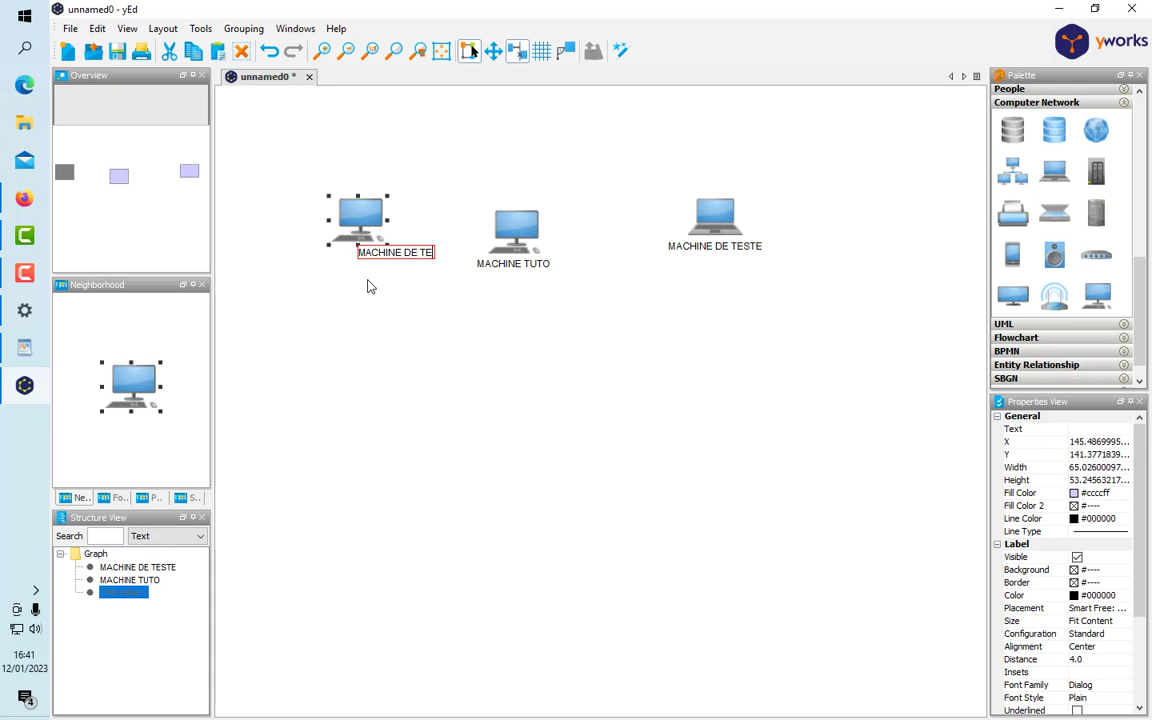 unnamed0 - yEd
File Edit View Layout Tools Grouping Windows Help
yworks
Overview
unnamed0 *
Palette
People
Computer Network
MACHINE DE TE
MACHINE TUTO
MACHINE DE TESTE
Neighborhood
UML
Flowchart
BPMN
Entity Relationship
SBGN
Properties View
General
Text
X 145.4869995...
Y 141.3771839...
Width 65.02600097...
Height 53.24563217...
Fill Color #ccccff
Fill Color 2 #----
Line Color #000000
Line Type
Label
Visible
Background #----
Border #----
Color #000000
Placement Smart Free: ...
Size Fit Content
Configuration Standard
Alignment Center
Distance 4.0
Insets
Font Family Dialog
Font Style Plain
Underlined
Ne... Fo... P... S...
Structure View
Search Text
Graph
MACHINE DE TESTE
MACHINE TUTO
16:41
12/01/2023
4